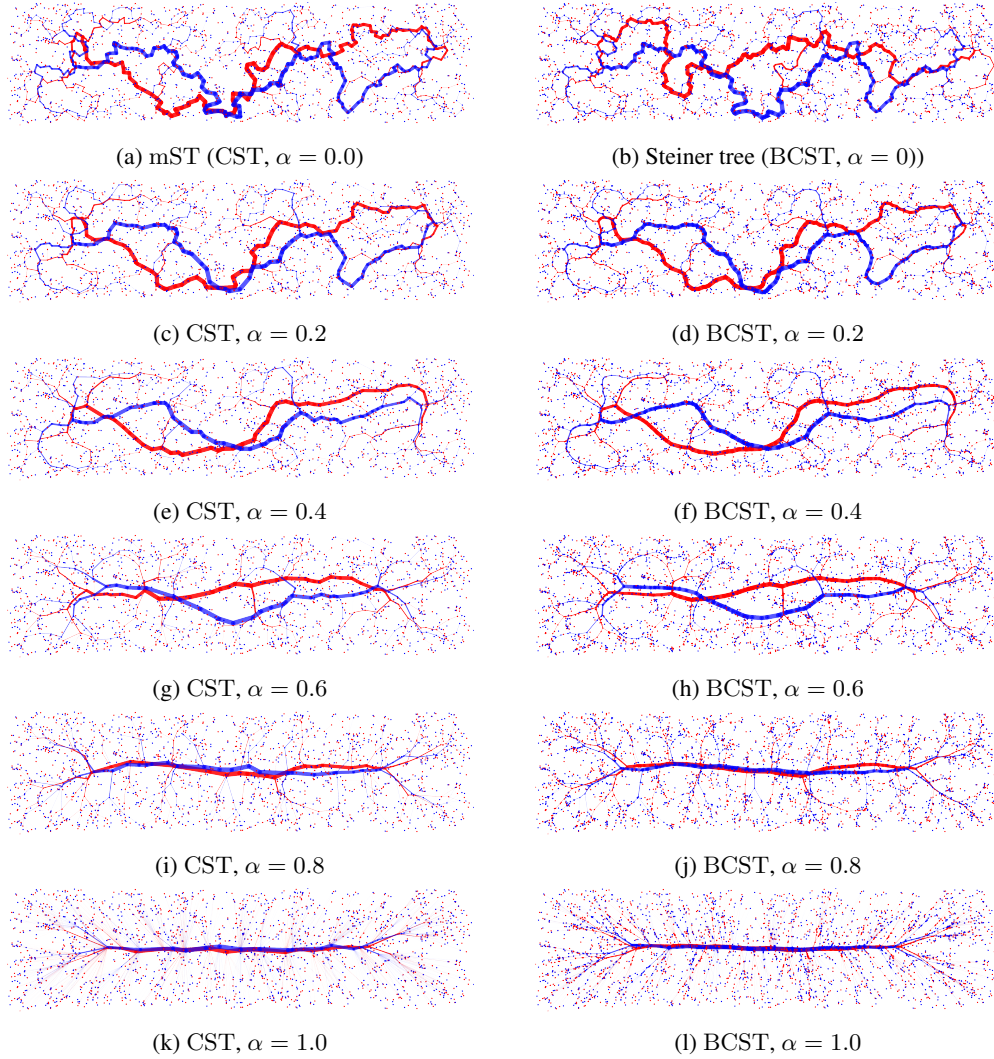 (a) mST (CST, α = 0.0)
(b) Steiner tree (BCST, α = 0))
(c) CST, α = 0.2
(d) BCST, α = 0.2
(e) CST, α = 0.4
(f) BCST, α = 0.4
(g) CST, α = 0.6
(h) BCST, α = 0.6
(i) CST, α = 0.8
(j) BCST, α = 0.8
(k) CST, α = 1.0
(l) BCST, α = 1.0